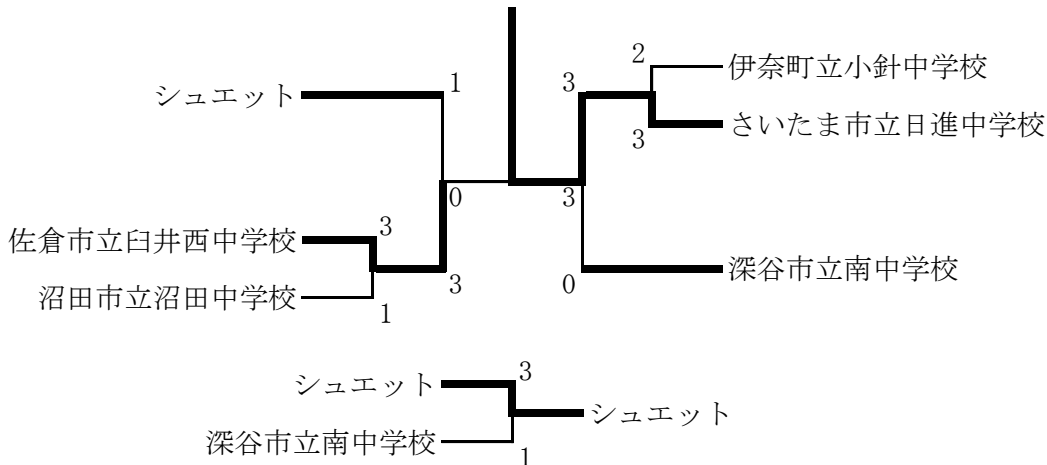 2
伊奈町立小針中学校
シュエット
1
3
3
さいたま市立日進中学校
0
3
佐倉市立臼井西中学校
3
深谷市立南中学校
沼田市立沼田中学校
1
3
0
シュエット
3
シュエット
深谷市立南中学校
1